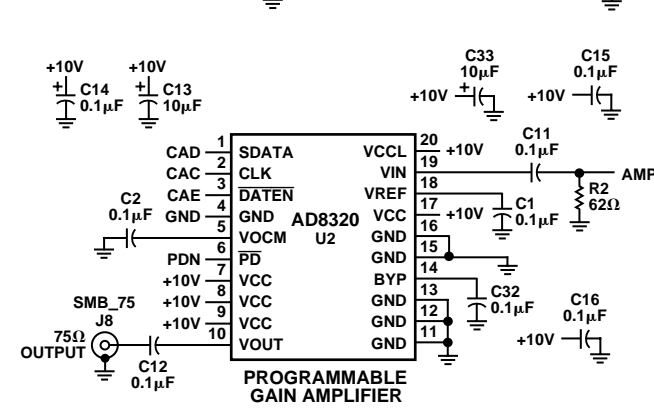 +10V
C14
0.1µF
+10V
C13
10µF
C33
10µF
+10V
C15
0.1µF
+10V
CAD 1 SDATA
CAC 2 CLK
CAE 3 DATEN
GND 4 GND
C2
0.1µF
5 VOCM
PDN 6 PD
+10V 7 VCC
+10V 8 VCC
+10V 9 VCC
10 VOUT
AD8320
U2
VCCL 20 +10V
VIN 19
VREF 18
VCC 17 +10V
GND 16
GND 15
BYP 14
GND 13
GND 12
GND 11
C11
0.1µF
AMP
R2
62Ω
C1
0.1µF
C32
0.1µF
C16
0.1µF
+10V
SMB_75
J8
75Ω
OUTPUT
C12
0.1µF
PROGRAMMABLE
GAIN AMPLIFIER